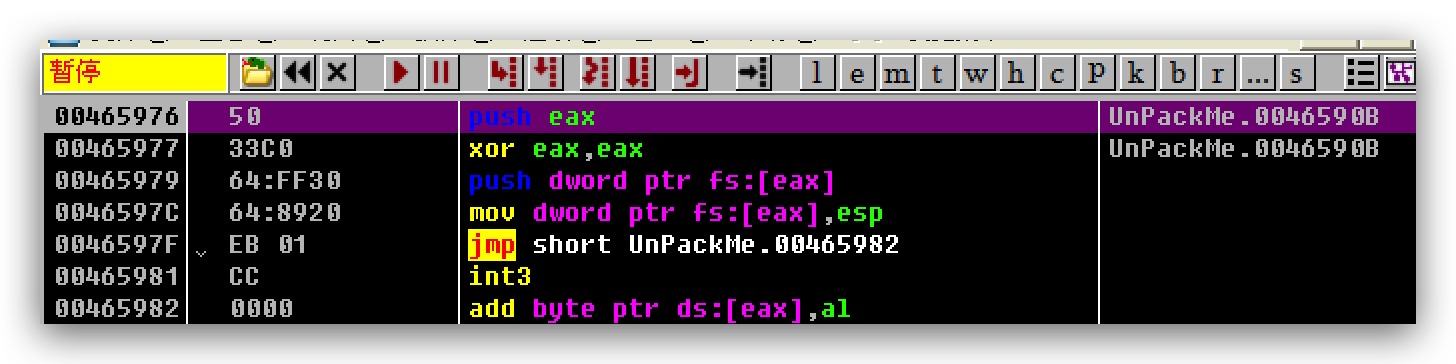 暂停 l e m t w h c P k b r ... s
00465976 50 push eax UnPackMe.0046590B
00465977 33C0 xor eax,eax UnPackMe.0046590B
00465979 64:FF30 push dword ptr fs:[eax]
0046597C 64:8920 mov dword ptr fs:[eax],esp
0046597F EB 01 jmp short UnPackMe.00465982
00465981 CC int3
00465982 0000 add byte ptr ds:[eax],al